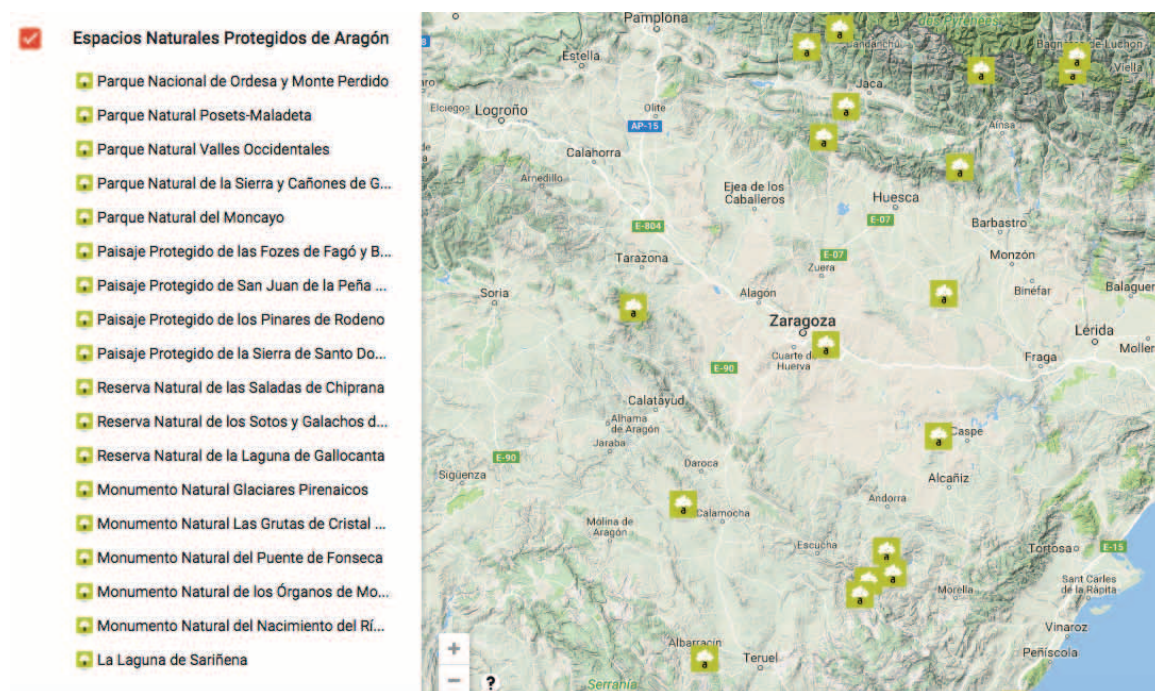 Espacios Naturales Protegidos de Aragón
Parque Nacional de Ordesa y Monte Perdido
Parque Natural Posets-Maladeta
Parque Natural Valles Occidentales
Parque Natural de la Sierra y Cañones de G...
Parque Natural del Moncayo
Paisaje Protegido de las Fozes de Fagó y B...
Paisaje Protegido de San Juan de la Peña ...
Paisaje Protegido de los Pinares de Rodeno
Paisaje Protegido de la Sierra de Santo Do...
Reserva Natural de las Saladas de Chiprana
Reserva Natural de los Sotos y Galachos d...
Reserva Natural de la Laguna de Gallocanta
Monumento Natural Glaciares Pirenaicos
Monumento Natural Las Grutas de Cristal ...
Monumento Natural del Puente de Fonseca
Monumento Natural de los Órganos de Mo...
Monumento Natural del Nacimiento del Rí...
La Laguna de Sariñena
Pamplona
Estella
Viella
Jaca
Elciego
Logroño
Olite
AP-15
Aínsa
Calahorra
Arnedillo
Ejea de los
Caballeros
Huesca
E-07
Barbastro
E-804
Tarazona
E-07
Zuera
Monzón
Soria
Alagón
Binéfar
Balaguer
Zaragoza
Lérida
Cuarte de
Huerva
Moller
Fraga
E-90
Calatayud
Alhama
de Aragón
Jaraba
Caspe
E-90
Sigüenza
Daroca
Alcañiz
Andorra
Calamocha
Molina de
Aragón
Escucha
Tortosa
E-15
Morella
Sant Carles
de la Ràpita
Vinaroz
Albarracín
Teruel
Peñíscola
Serranía
+
−
?